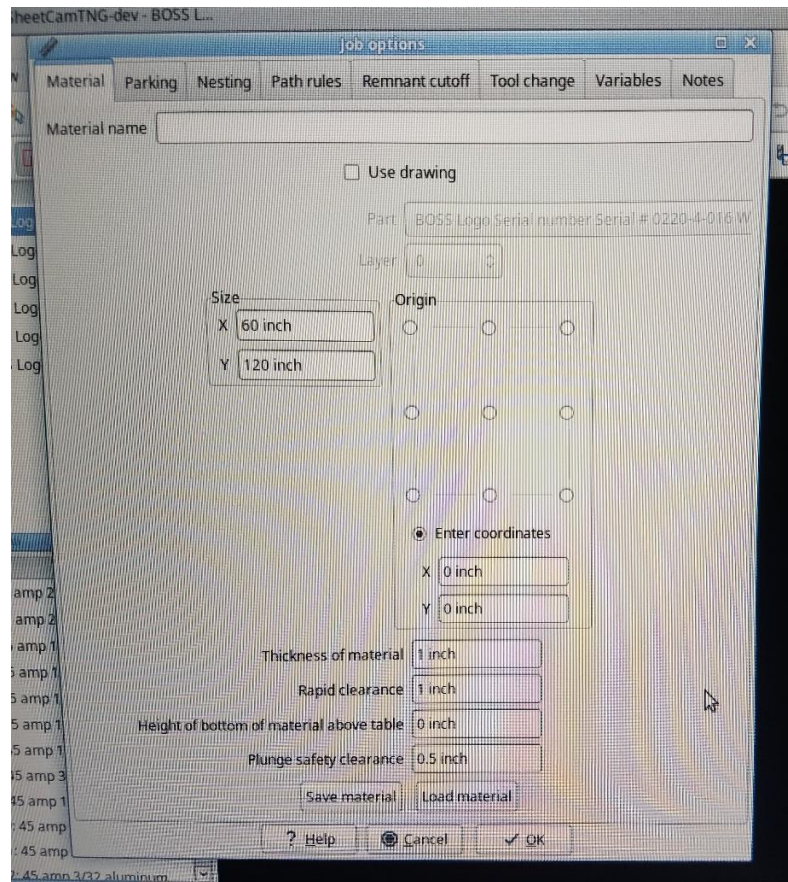 heetCamTNG-dev - BOSS L...
Job options
Material Parking Nesting Path rules Remnant cutoff Tool change Variables Notes
Material name
Use drawing
Part BOSS Logo Serial number Serial # 0220-4-016 W
Layer 0
Size
X 60 inch
Y 120 inch
Origin
Enter coordinates
X 0 inch
Y 0 inch
Thickness of material 1 inch
Rapid clearance 1 inch
Height of bottom of material above table 0 inch
Plunge safety clearance 0.5 inch
Save material Load material
? Help Cancel OK
Log
Log
Log
Log
Log
Log
amp 2
amp 2
amp 1
amp 1
5 amp 1
5 amp 1
5 amp 1
45 amp 3
45 amp 1
: 45 amp
: 45 amp
2: 45 amp 3/32 aluminum